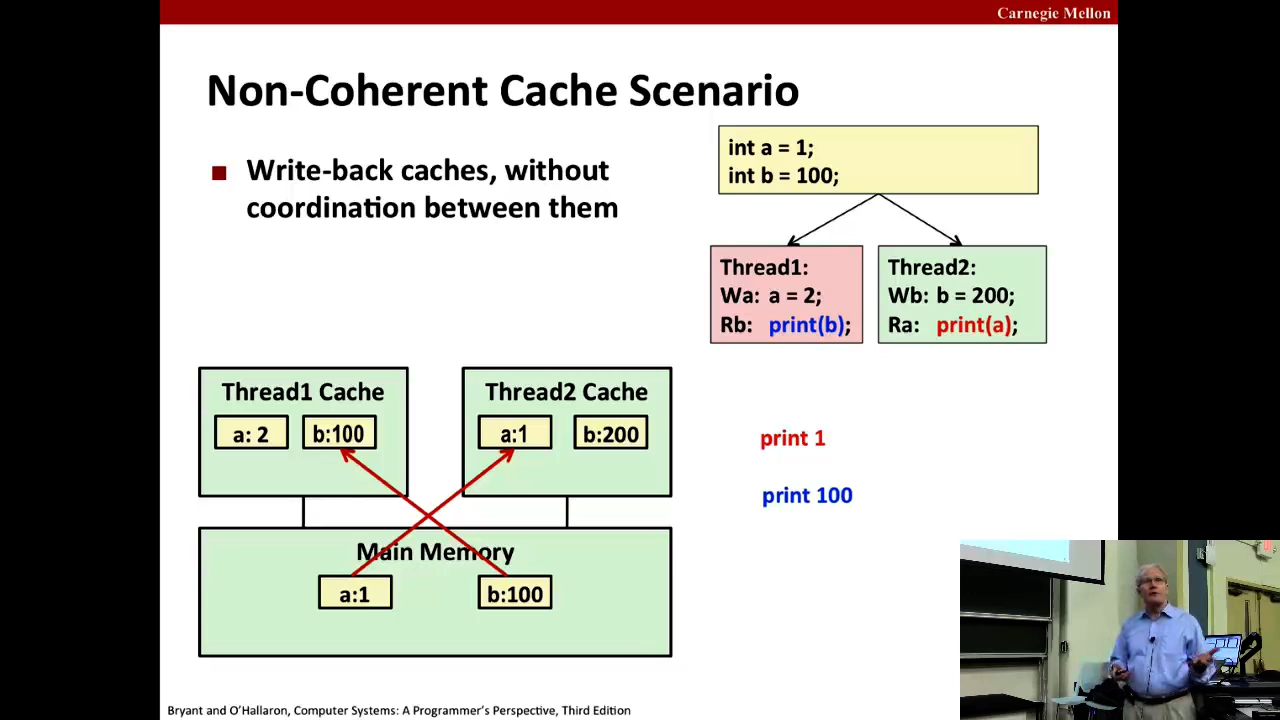 Carnegie Mellon
Non-Coherent Cache Scenario
Write-back caches, without
coordination between them
int a = 1;
int b = 100;
Thread1:
Wa: a = 2;
Rb: print(b);
Thread2:
Wb: b = 200;
Ra: print(a);
Thread1 Cache
a: 2
b:100
Thread2 Cache
a:1
b:200
print 1
print 100
Main Memory
a:1
b:100
Bryant and O'Hallaron, Computer Systems: A Programmer's Perspective, Third Edition